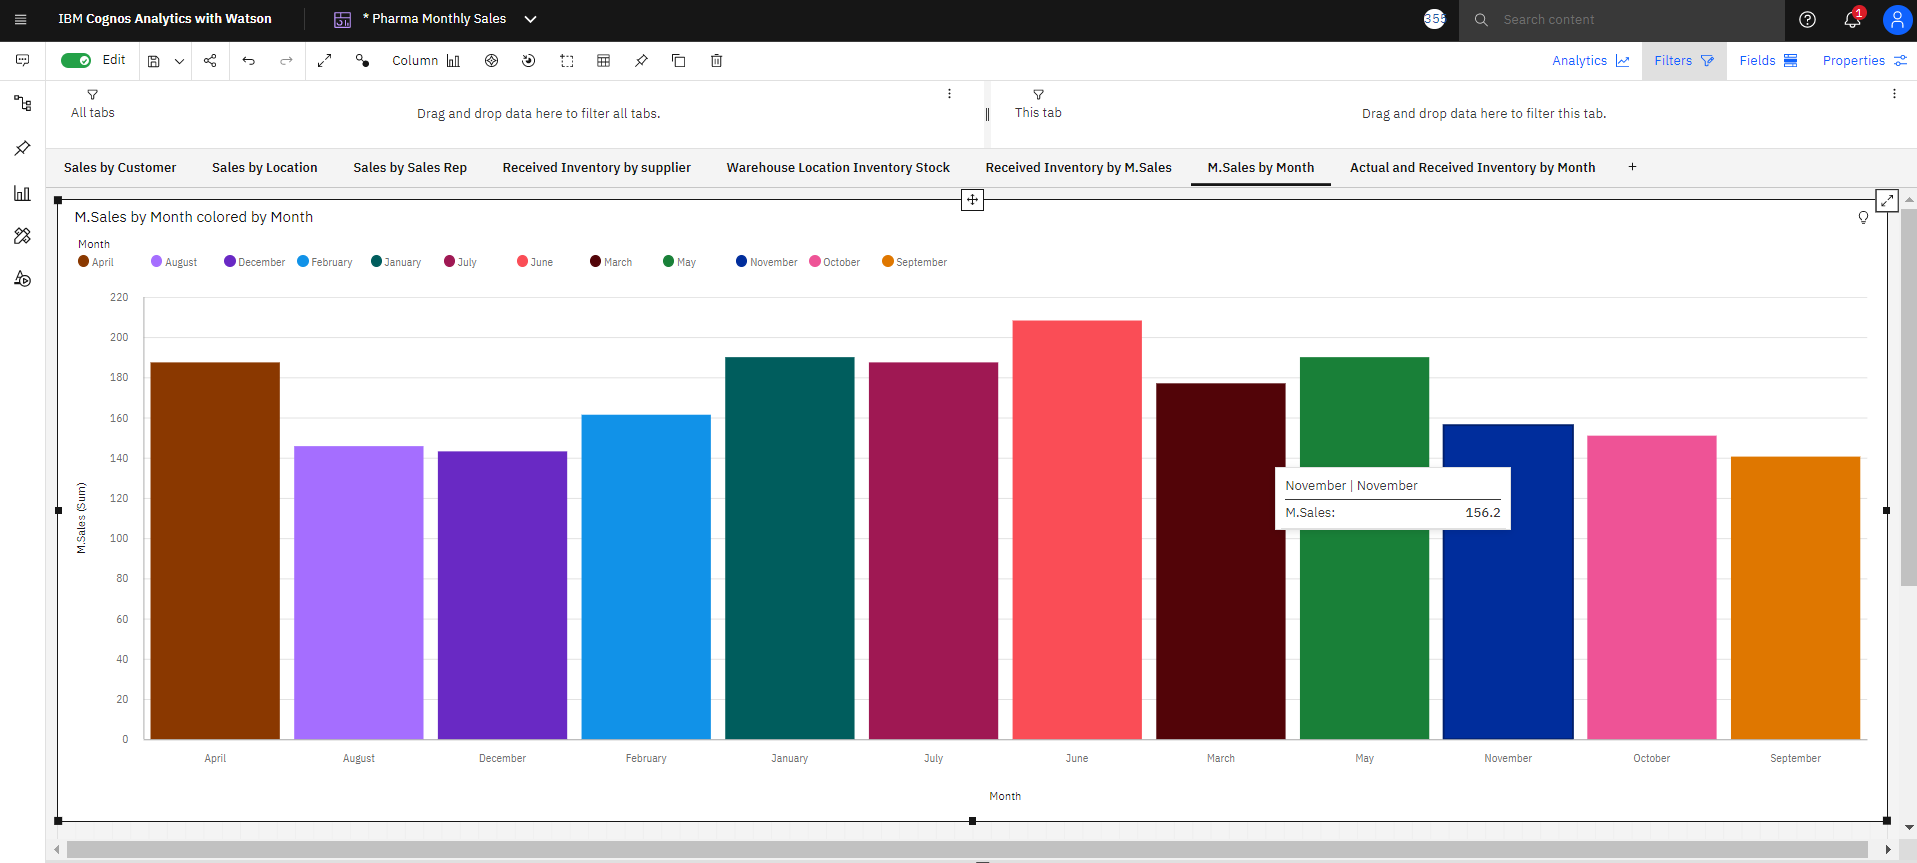 IBM Cognos Analytics with Watson
* Pharma Monthly Sales
355
Search content
1
Edit
Column
Analytics
Filters
Fields
Properties
All tabs
Drag and drop data here to filter all tabs.
This tab
Drag and drop data here to filter this tab.
Sales by Customer
Sales by Location
Sales by Sales Rep
Received Inventory by supplier
Warehouse Location Inventory Stock
Received Inventory by M.Sales
M.Sales by Month
Actual and Received Inventory by Month
+
M.Sales by Month colored by Month
Month
April
August
December
February
January
July
June
March
May
November
October
September
220
200
180
160
140
120
100
80
60
40
20
0
M.Sales (Sum)
November | November
M.Sales: 156.2
April
August
December
February
January
July
June
March
May
November
October
September
Month